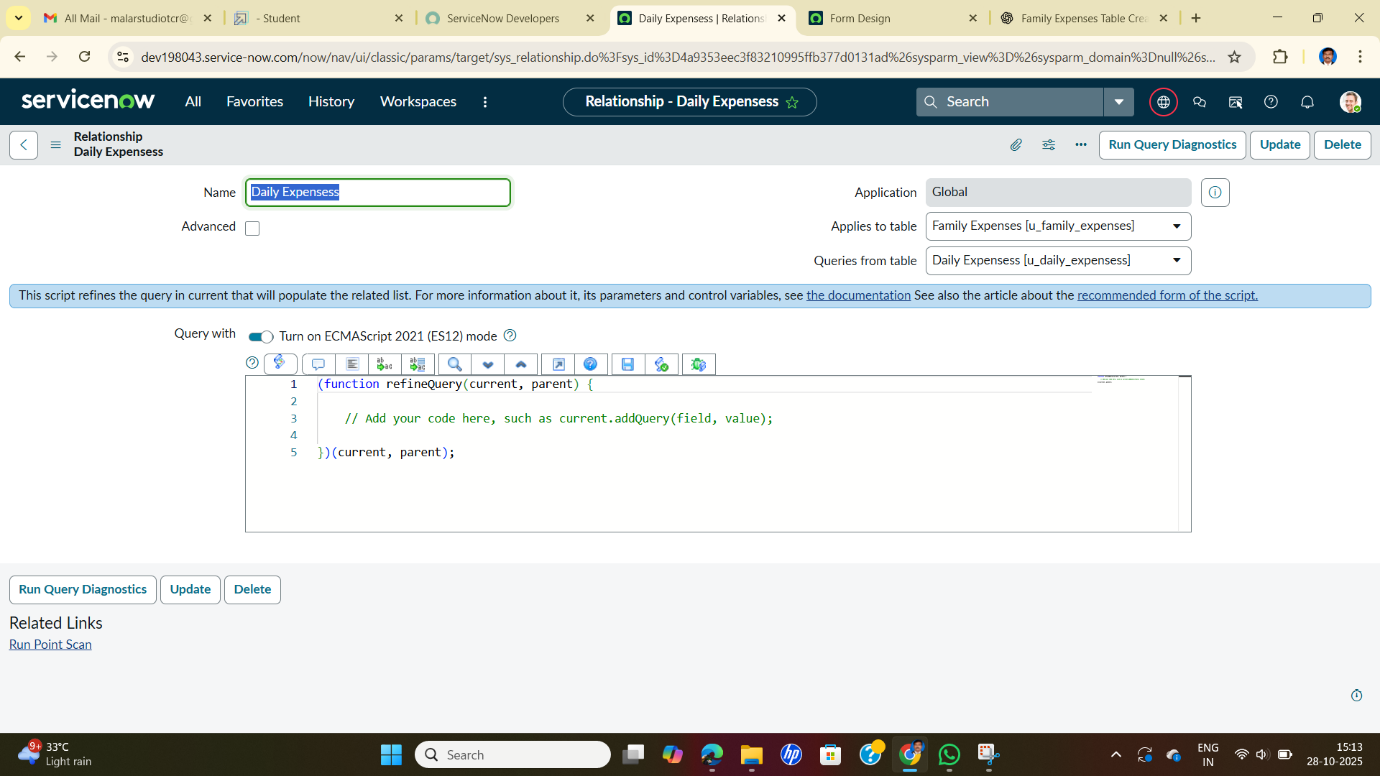 All Mail - malarstudiotcr@
- Student
ServiceNow Developers
Daily Expensess | Relations
Form Design
Family Expenses Table Crea
dev198043.service-now.com/now/nav/ui/classic/params/target/sys_relationship.do%3Fsys_id%3D4a9353eec3f83210995ffb377d0131ad%26sysparm_view%3D%26sysparm_domain%3Dnull%26s...
servicenow
All
Favorites
History
Workspaces
Relationship - Daily Expensess
Search
Relationship
Daily Expensess
Run Query Diagnostics
Update
Delete
Name
Daily Expensess
Application
Global
Advanced
Applies to table
Family Expenses [u_family_expenses]
Queries from table
Daily Expensess [u_daily_expensess]
This script refines the query in current that will populate the related list. For more information about it, its parameters and control variables, see the documentation See also the article about the recommended form of the script.
Query with
Turn on ECMAScript 2021 (ES12) mode
1 (function refineQuery(current, parent) {
2
3 // Add your code here, such as current.addQuery(field, value);
4
5 })(current, parent);
Run Query Diagnostics
Update
Delete
Related Links
Run Point Scan
9+
33°C
Light rain
Search
hp
ENG
IN
15:13
28-10-2025